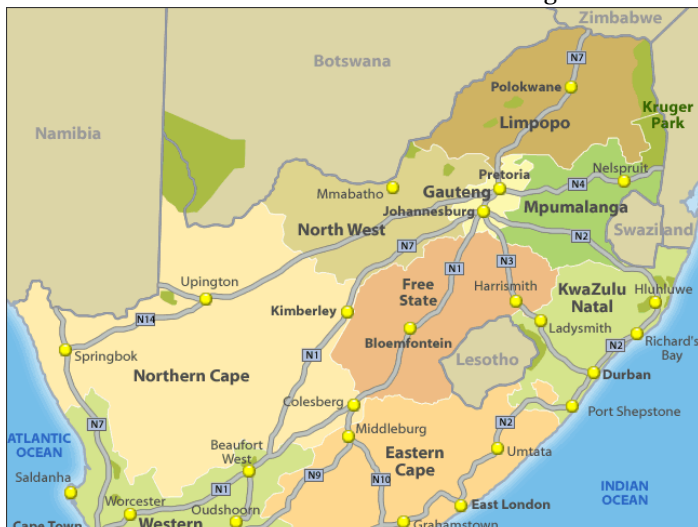 Zimbabwe
N7
Botswana
Polokwane
Kruger
Park
Limpopo
Namibia
Pretoria
Nelspruit
Mmabatho
Gauteng
N4
Johannesburg
Mpumalanga
North West
N7
N2
Swaziland
N3
N1
Upington
Free
State
Harrismith
KwaZulu
Natal
Hluhluwe
Kimberley
N14
Ladysmith
Bloemfontein
N2
Richard's
Bay
Springbok
N1
Lesotho
Northern Cape
Durban
Colesberg
Port Shepstone
N7
Middleburg
N2
ATLANTIC
OCEAN
Beaufort
West
Eastern
Cape
Umtata
Saldanha
N1
N9
N10
INDIAN
OCEAN
Worcester
Oudshoorn
East London
Cape Town
Western
Grahamstown